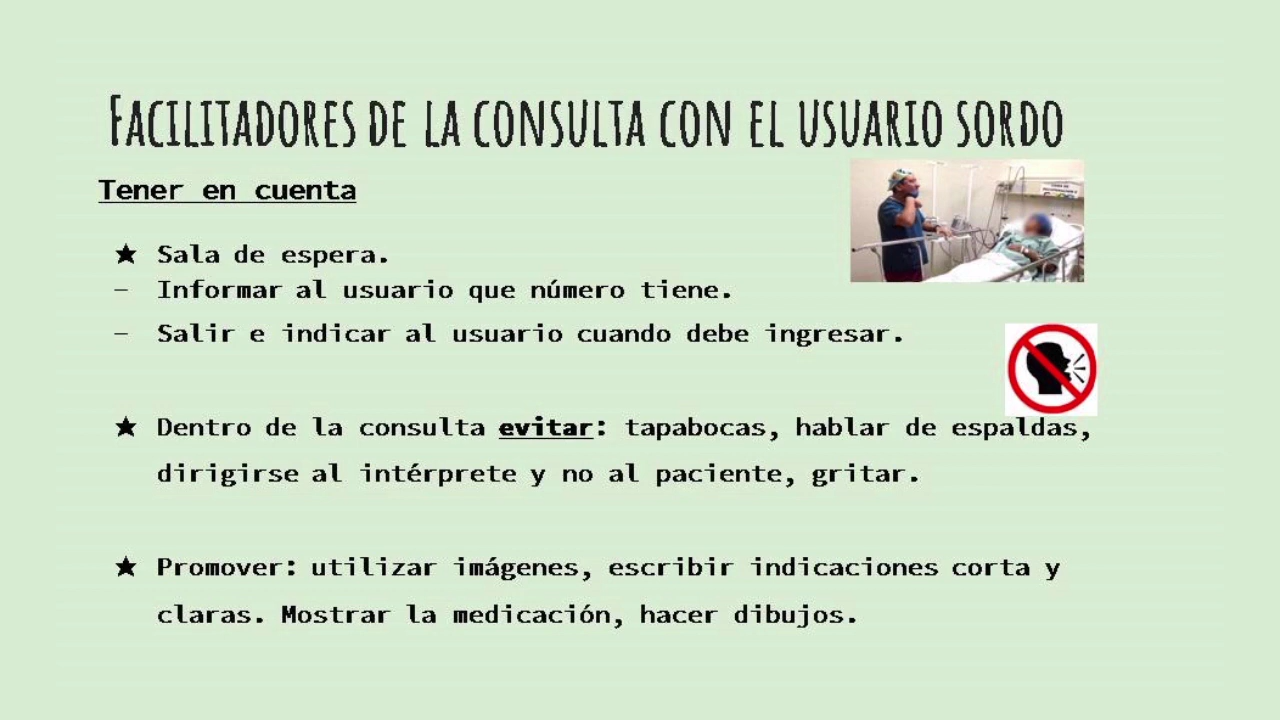 FACILITADORES DE LA CONSULTA CON EL USUARIO SORDO
Tener en cuenta
★ Sala de espera.
– Informar al usuario que número tiene.
– Salir e indicar al usuario cuando debe ingresar.
★ Dentro de la consulta evitar: tapabocas, hablar de espaldas,
dirigirse al intérprete y no al paciente, gritar.
★ Promover: utilizar imágenes, escribir indicaciones corta y
claras. Mostrar la medicación, hacer dibujos.